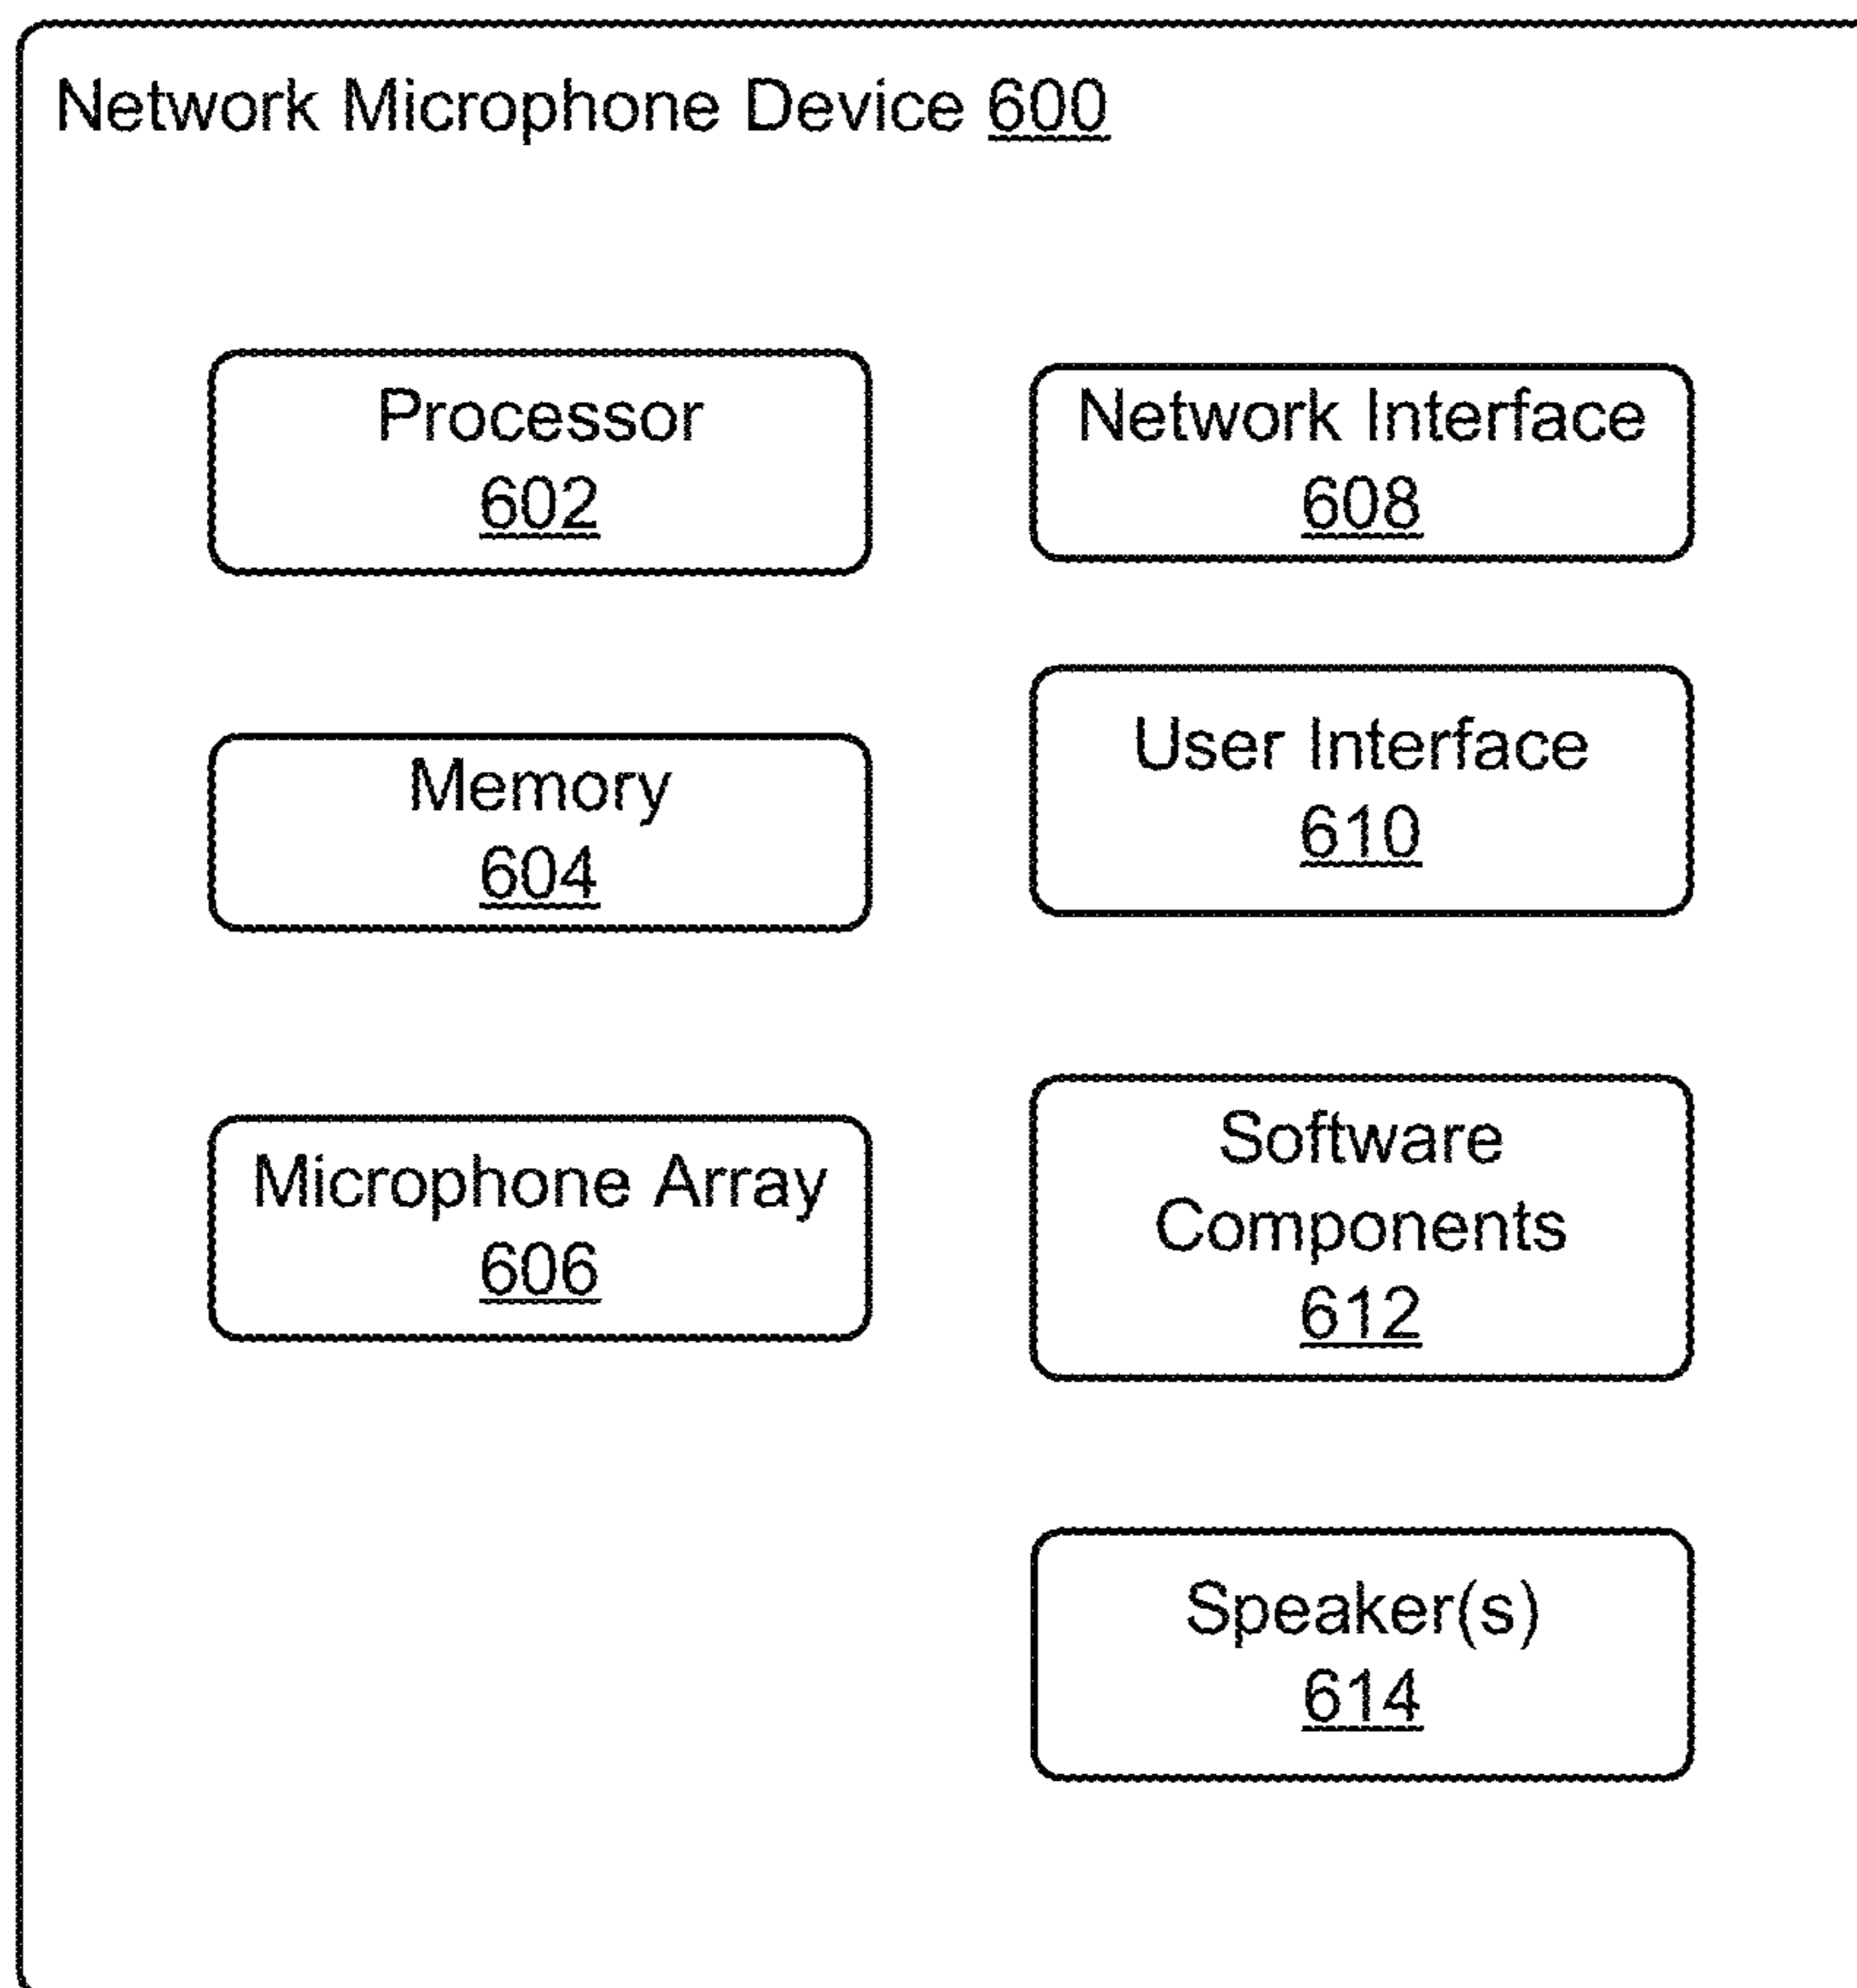 Network Microphone Device 600
Processor
602
Network Interface
608
Memory
604
User Interface
610
Microphone Array
606
Software
Components
612
Speaker(s)
614